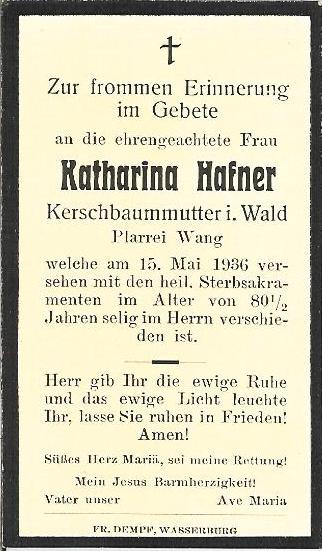 Zur frommen Erinnerung
im Gebete
an die ehrengeachtete Frau
Katharina Hafner
Kerschbaummutter i. Wald
Pfarrei Wang
welche am 15. Mai 1936 ver-
sehen mit den heil. Sterbsakra-
menten im Alter von 80 1/2
Jahren selig im Herrn verschie-
den ist.
Herr gib Ihr die ewige Ruhe
und das ewige Licht leuchte
Ihr, lasse Sie ruhen in Frieden!
Amen!
Süßes Herz Mariä, sei meine Rettung!
Mein Jesus Barmherzigkeit!
Vater unser Ave Maria
FR. DEMPF, WASSERBURG